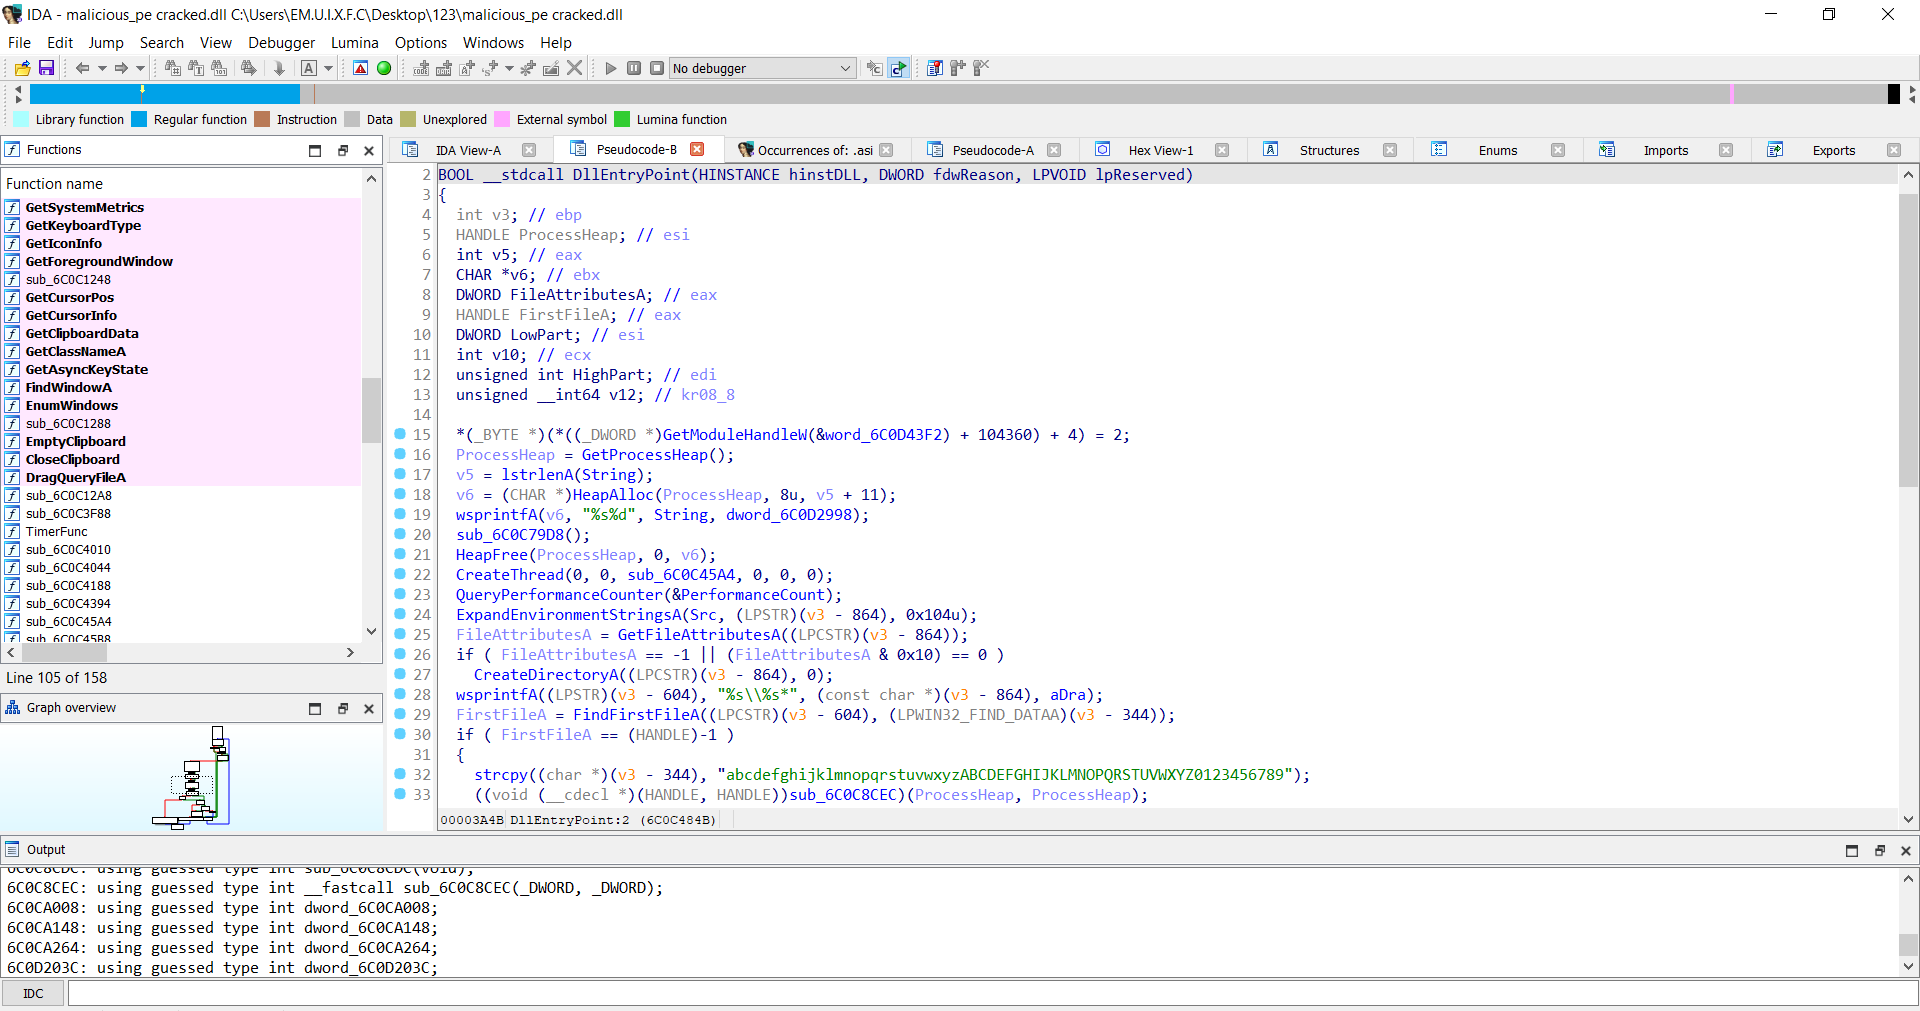 IDA - malicious_pe cracked.dll C:\Users\EM.U.I.X.F.C\Desktop\123\malicious_pe cracked.dll
File Edit Jump Search View Debugger Lumina Options Windows Help
No debugger
Library function Regular function Instruction Data Unexplored External symbol Lumina function
Functions
Function name
GetSystemMetrics
GetKeyboardType
GetIconInfo
GetForegroundWindow
sub_6C0C1248
GetCursorPos
GetCursorInfo
GetClipboardData
GetClassNameA
GetAsyncKeyState
FindWindowA
EnumWindows
sub_6C0C1288
EmptyClipboard
CloseClipboard
DragQueryFileA
sub_6C0C12A8
sub_6C0C3F88
TimerFunc
sub_6C0C4010
sub_6C0C4044
sub_6C0C4188
sub_6C0C4394
sub_6C0C45A4
sub_6C0C45B8
Line 105 of 158
Graph overview
IDA View-A Pseudocode-B Occurrences of: .asi Pseudocode-A Hex View-1 Structures Enums Imports Exports
2 BOOL __stdcall DllEntryPoint(HINSTANCE hinstDLL, DWORD fdwReason, LPVOID lpReserved)
3 {
4 int v3; // ebp
5 HANDLE ProcessHeap; // esi
6 int v5; // eax
7 CHAR *v6; // ebx
8 DWORD FileAttributesA; // eax
9 HANDLE FirstFileA; // eax
10 DWORD LowPart; // esi
11 int v10; // ecx
12 unsigned int HighPart; // edi
13 unsigned __int64 v12; // kr08_8
14
15 *(_BYTE *)(*((_DWORD *)GetModuleHandleW(&word_6C0D43F2) + 104360) + 4) = 2;
16 ProcessHeap = GetProcessHeap();
17 v5 = lstrlenA(String);
18 v6 = (CHAR *)HeapAlloc(ProcessHeap, 8u, v5 + 11);
19 wsprintfA(v6, "%s%d", String, dword_6C0D2998);
20 sub_6C0C79D8();
21 HeapFree(ProcessHeap, 0, v6);
22 CreateThread(0, 0, sub_6C0C45A4, 0, 0, 0);
23 QueryPerformanceCounter(&PerformanceCount);
24 ExpandEnvironmentStringsA(Src, (LPSTR)(v3 - 864), 0x104u);
25 FileAttributesA = GetFileAttributesA((LPCSTR)(v3 - 864));
26 if ( FileAttributesA == -1 || (FileAttributesA & 0x10) == 0 )
27 CreateDirectoryA((LPCSTR)(v3 - 864), 0);
28 wsprintfA((LPSTR)(v3 - 604), "%s\\%s*", (const char *)(v3 - 864), aDra);
29 FirstFileA = FindFirstFileA((LPCSTR)(v3 - 604), (LPWIN32_FIND_DATAA)(v3 - 344));
30 if ( FirstFileA == (HANDLE)-1 )
31 {
32 strcpy((char *)(v3 - 344), "abcdefghijklmnopqrstuvwxyzABCDEFGHIJKLMNOPQRSTUVWXYZ0123456789");
33 ((void (__cdecl *)(HANDLE, HANDLE))sub_6C0C8CEC)(ProcessHeap, ProcessHeap);
00003A4B DllEntryPoint:2 (6C0C484B)
Output
6C0C8CDC: using guessed type int sub_6C0C8CDC(void);
6C0C8CEC: using guessed type int __fastcall sub_6C0C8CEC(_DWORD, _DWORD);
6C0CA008: using guessed type int dword_6C0CA008;
6C0CA148: using guessed type int dword_6C0CA148;
6C0CA264: using guessed type int dword_6C0CA264;
6C0D203C: using guessed type int dword_6C0D203C;
IDC